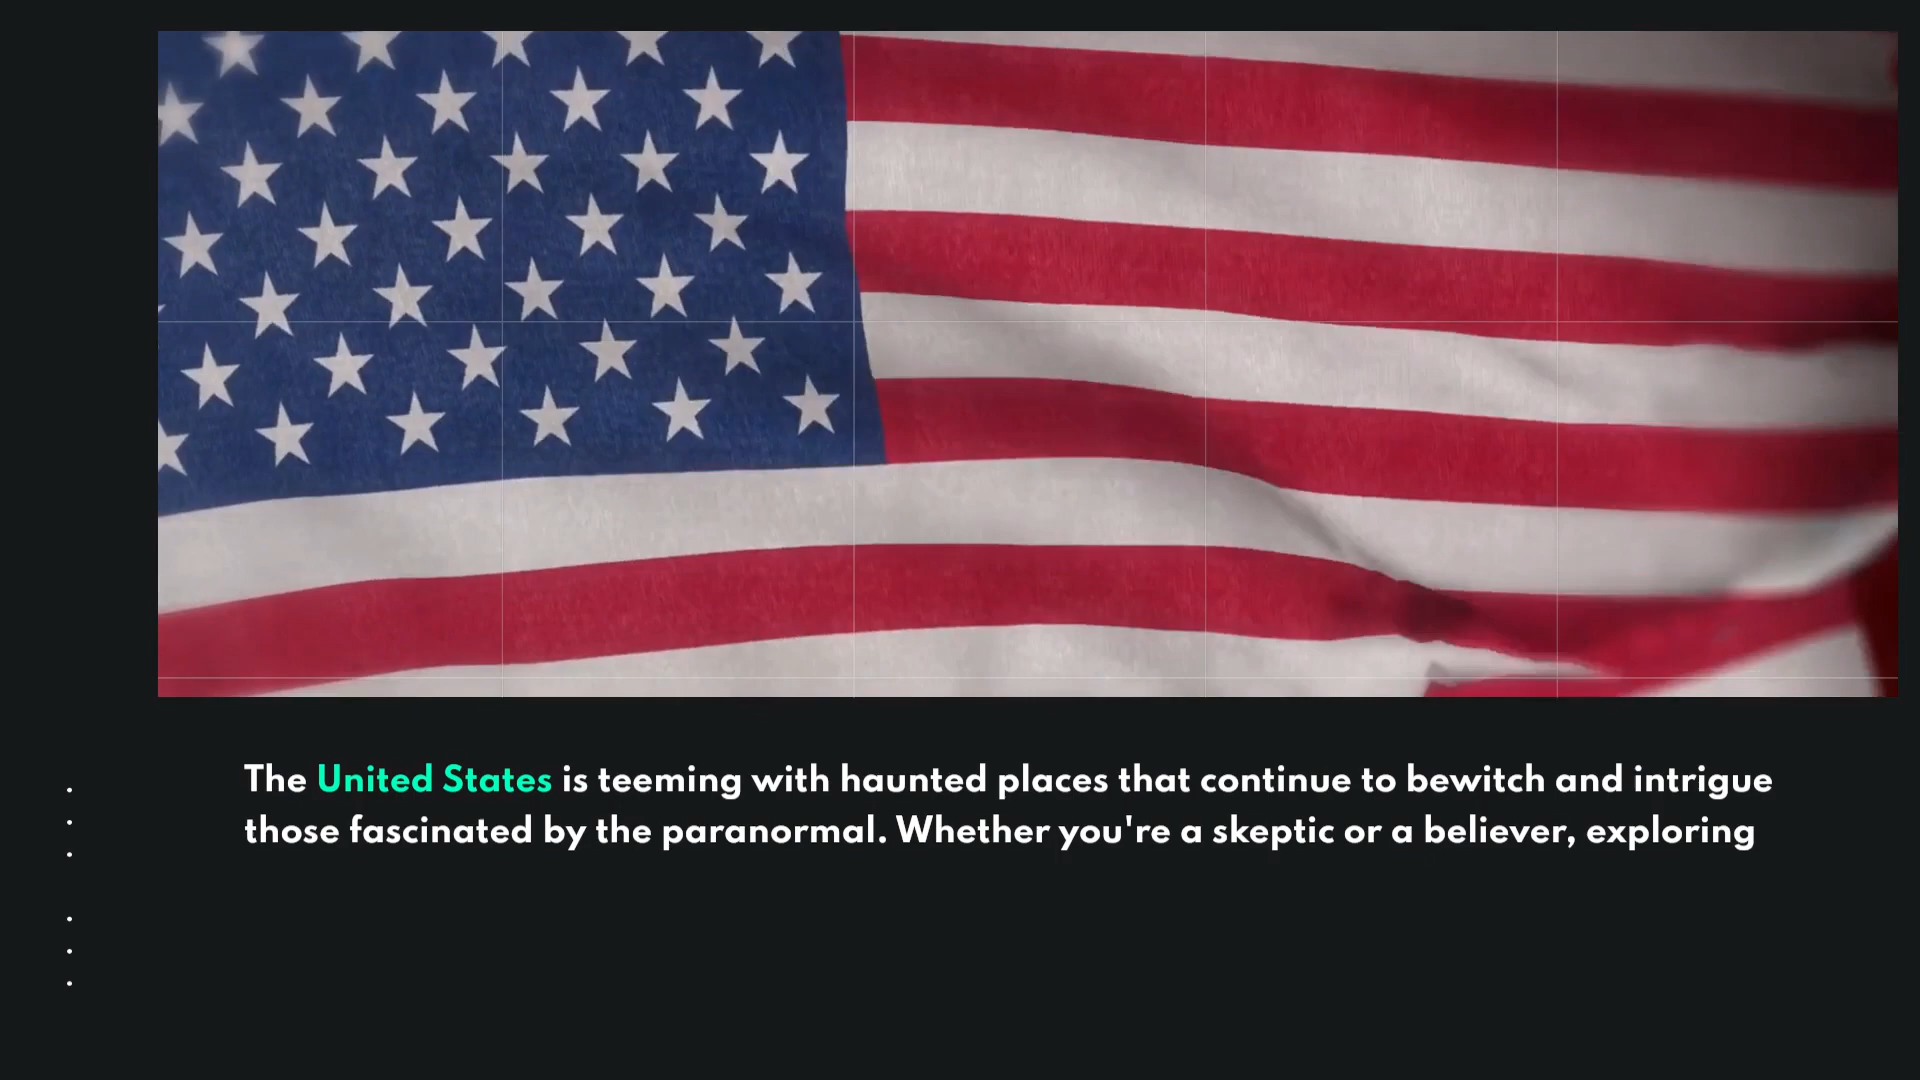 The United States is teeming with haunted places that continue to bewitch and intrigue
those fascinated by the paranormal. Whether you're a skeptic or a believer, exploring